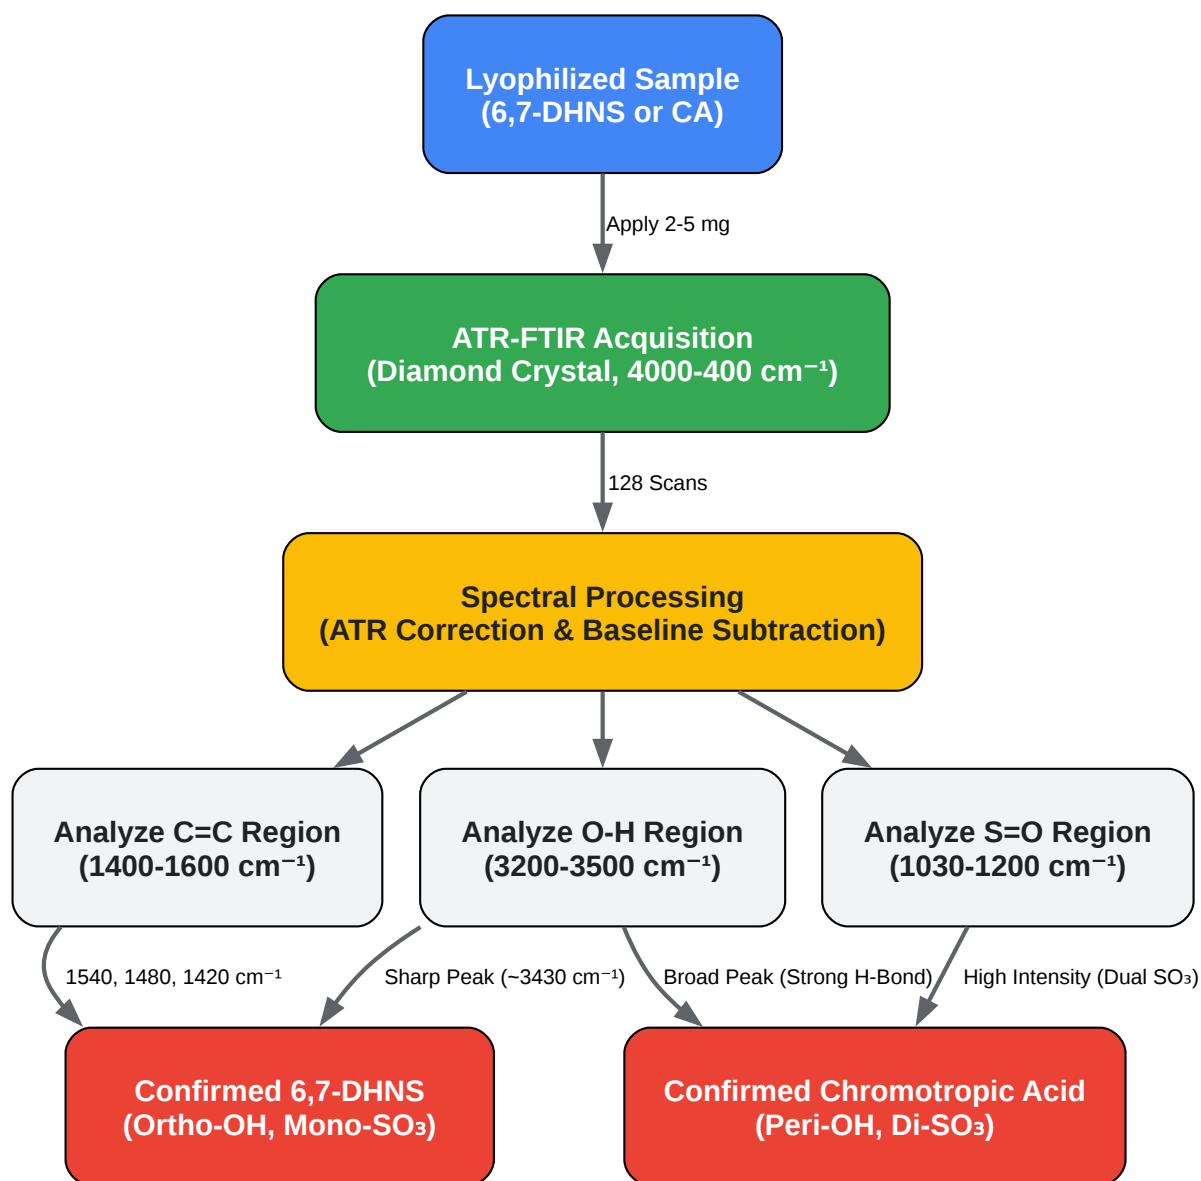 Lyophilized Sample
(6,7-DHNS or CA)
Apply 2-5 mg
ATR-FTIR Acquisition
(Diamond Crystal, 4000-400 cm⁻¹)
128 Scans
Spectral Processing
(ATR Correction & Baseline Subtraction)
Analyze C=C Region
(1400-1600 cm⁻¹)
Analyze O-H Region
(3200-3500 cm⁻¹)
Analyze S=O Region
(1030-1200 cm⁻¹)
1540, 1480, 1420 cm⁻¹
Sharp Peak (~3430 cm⁻¹)
Broad Peak (Strong H-Bond)
High Intensity (Dual SO₃)
Confirmed 6,7-DHNS
(Ortho-OH, Mono-SO₃)
Confirmed Chromotropic Acid
(Peri-OH, Di-SO₃)